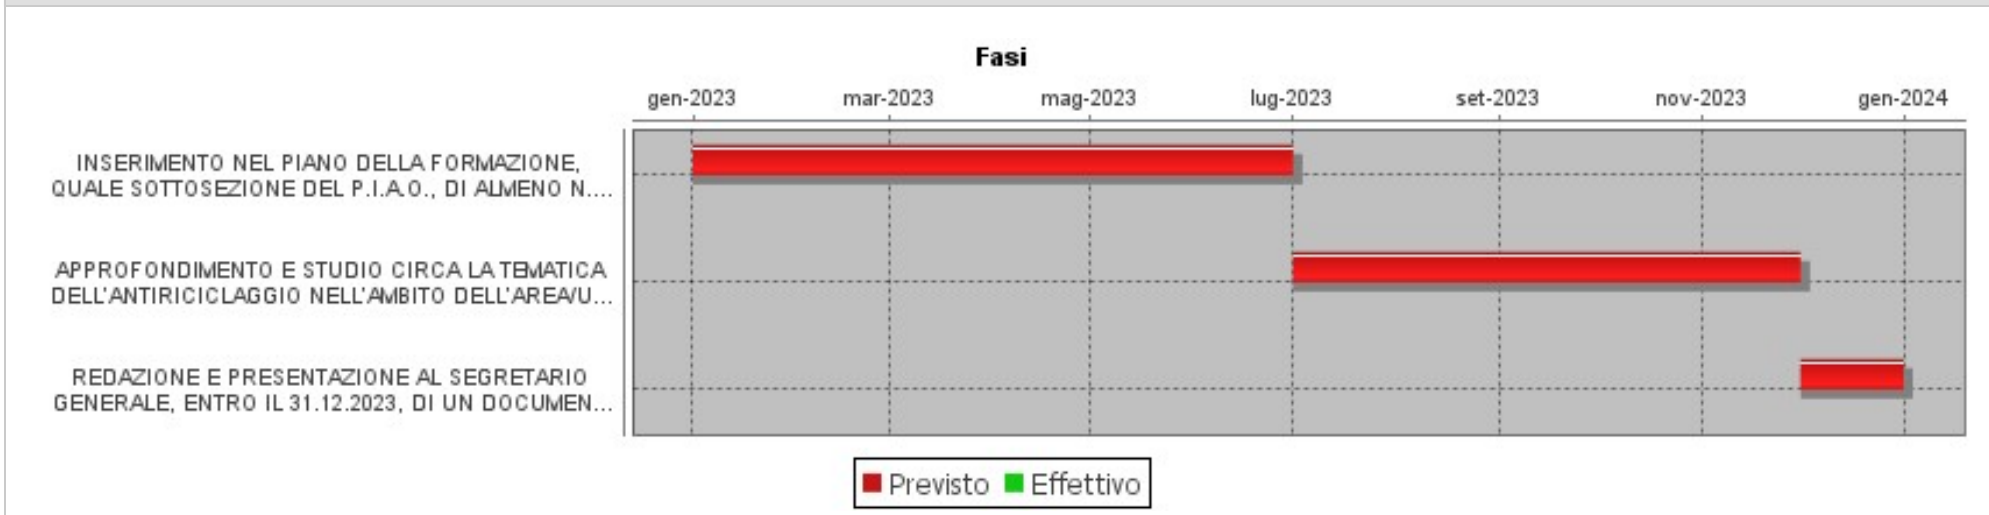 Fasi
gen-2023 mar-2023 mag-2023 lug-2023 set-2023 nov-2023 gen-2024
INSERIMENTO NEL PIANO DELLA FORMAZIONE,
QUALE SOTTOSEZIONE DEL P.I.A.O., DI ALMENO N....
APPROFONDIMENTO E STUDIO CIRCA LA TEMATICA
DELL'ANTIRICICLAGGIO NELL'AMBITO DELL'AREA/U...
REDAZIONE E PRESENTAZIONE AL SEGRETARIO
GENERALE, ENTRO IL 31.12.2023, DI UN DOCUMEN...
Previsto Effettivo